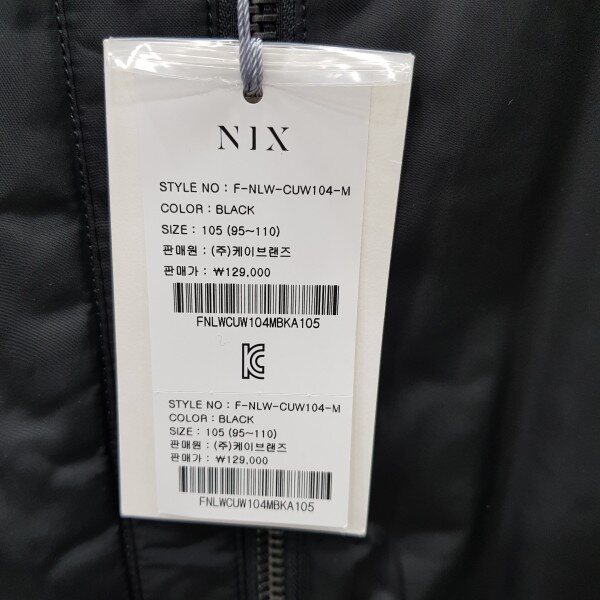 NIX
STYLE NO : F-NLW-CUW104-M
COLOR : BLACK
SIZE : 105 (95~110)
판매원 : (주)케이브랜즈
판매가 : ₩129,000
FNLWCUW104MBKA105
KC
STYLE NO : F-NLW-CUW104-M
COLOR : BLACK
SIZE : 105 (95~110)
판매원 : (주)케이브랜즈
판매가 : ₩129,000
FNLWCUW104MBKA105